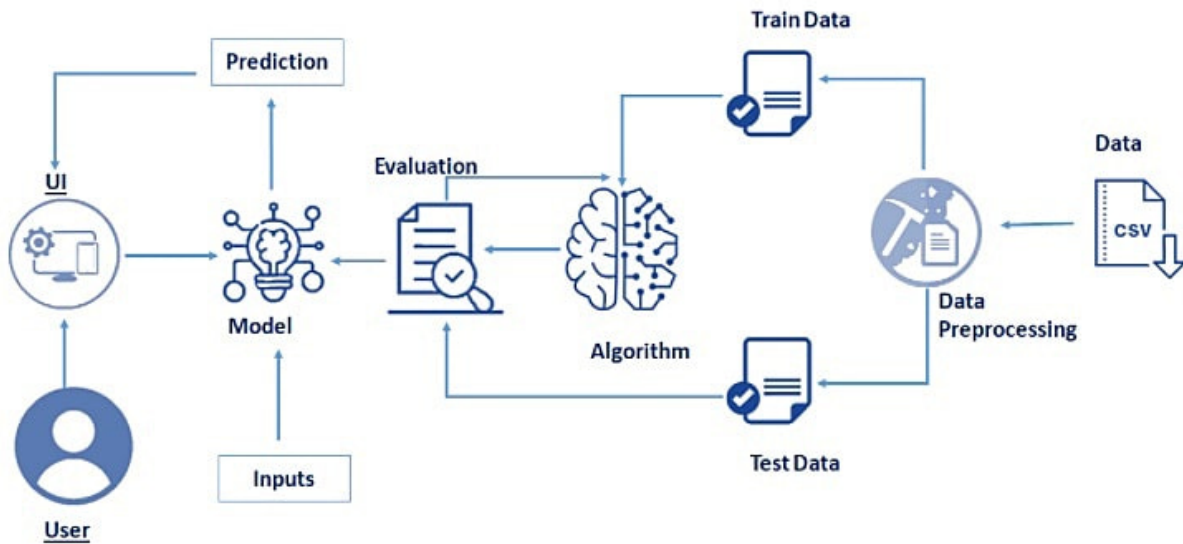 Train Data
Prediction
Data
Evaluation
UI
CSV
Model
Data
Preprocessing
Algorithm
Inputs
Test Data
User